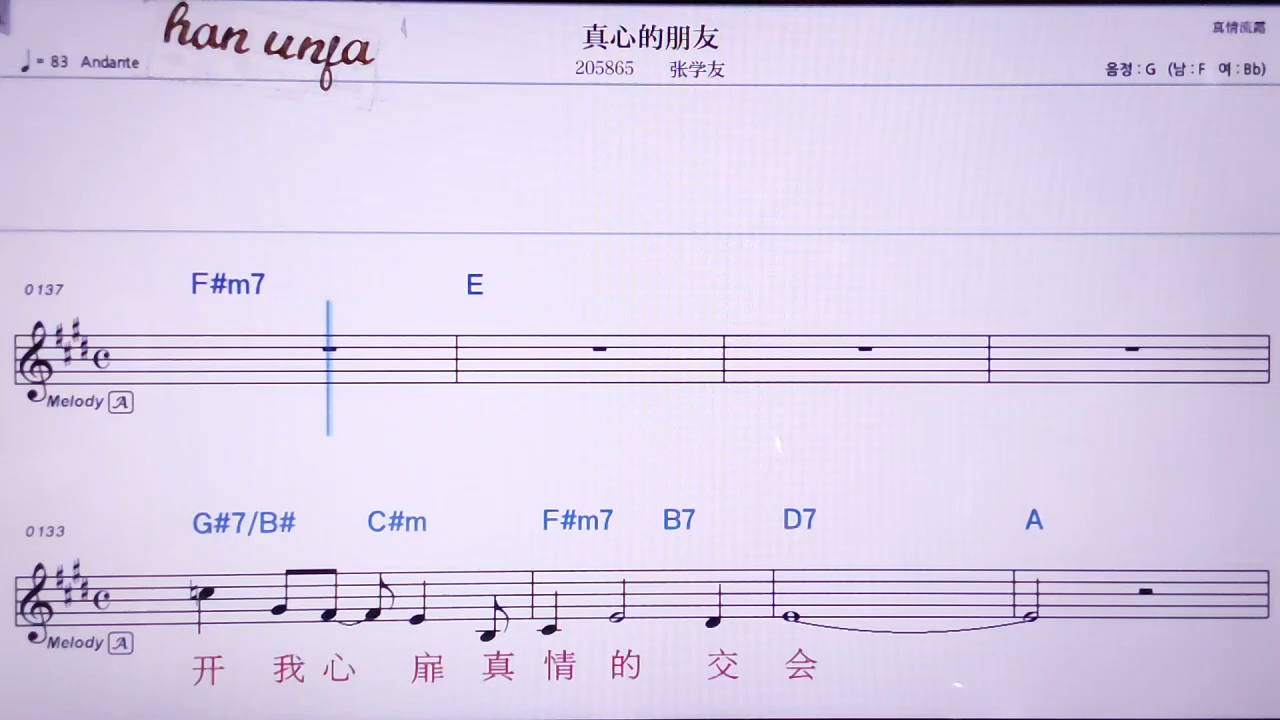 han unfa
真心的朋友
真情流露
♩= 83 Andante
205865 张学友
음정 : G (남 : F 여 : Bb)
0137 F#m7 E
Melody A
0133 G#7/B# C#m F#m7 B7 D7 A
Melody A
开 我 心 扉 真 情 的 交 会